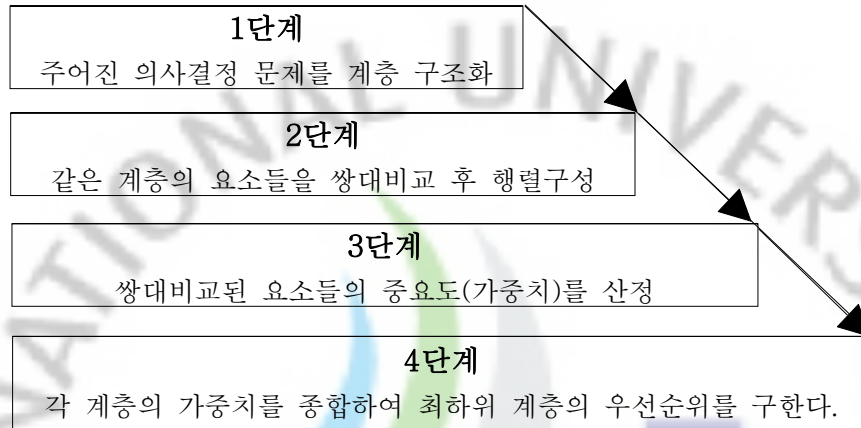 1단계
주어진 의사결정 문제를 계층 구조화
2단계
같은 계층의 요소들을 쌍대비교 후 행렬구성
3단계
쌍대비교된 요소들의 중요도(가중치)를 산정
4단계
각 계층의 가중치를 종합하여 최하위 계층의 우선순위를 구한다.